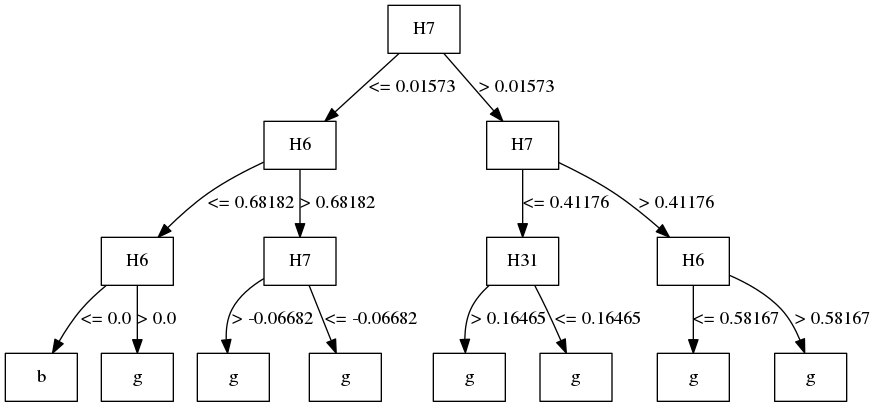 H7
<= 0.01573 > 0.01573
H6 H7
<= 0.68182 > 0.68182 <= 0.41176 > 0.41176
H6 H7 H31 H6
<= 0.0 > 0.0 > -0.06682 <= -0.06682 > 0.16465 <= 0.16465 <= 0.58167 > 0.58167
b g g g g g g g